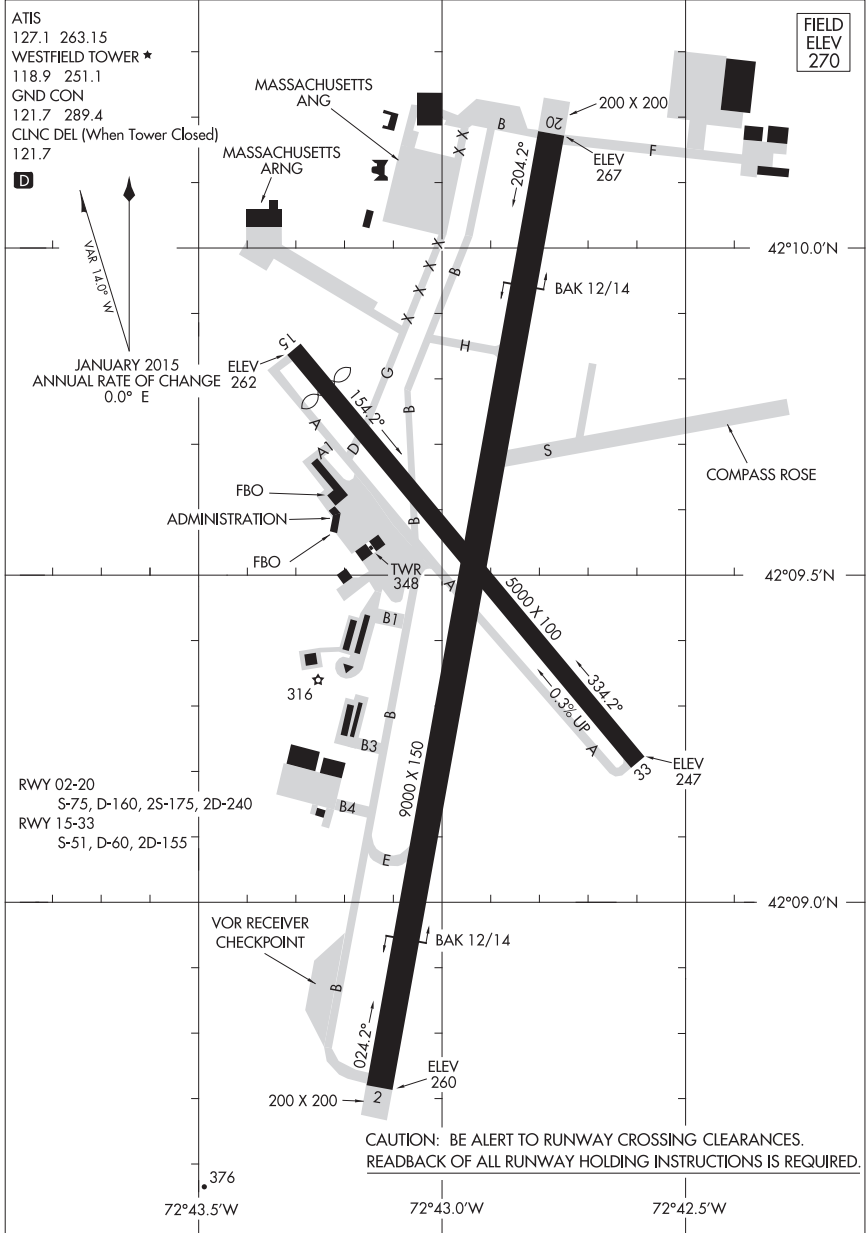 ATIS
127.1 263.15
WESTFIELD TOWER ★
118.9 251.1
GND CON
121.7 289.4
CLNC DEL (When Tower Closed)
121.7
D
FIELD
ELEV
270
MASSACHUSETTS
ANG
MASSACHUSETTS
ARNG
VAR 14.0° W
JANUARY 2015
ANNUAL RATE OF CHANGE
0.0° E
200 X 200
20
B
F
X
X
204.2°
ELEV
267
42°10.0'N
X
X
X
X
B
BAK 12/14
H
15
ELEV
262
G
B
154.2°
A
D
A1
S
COMPASS ROSE
FBO
ADMINISTRATION
FBO
B
TWR
348
A
42°09.5'N
5000 X 100
B1
334.2°
0.3% UP
A
316
B
B3
33
ELEV
247
RWY 02-20
S-75, D-160, 2S-175, 2D-240
RWY 15-33
S-51, D-60, 2D-155
9000 X 150
B4
E
42°09.0'N
VOR RECEIVER
CHECKPOINT
BAK 12/14
B
024.2°
ELEV
260
200 X 200
2
CAUTION: BE ALERT TO RUNWAY CROSSING CLEARANCES.
READBACK OF ALL RUNWAY HOLDING INSTRUCTIONS IS REQUIRED.
376
72°43.5'W
72°43.0'W
72°42.5'W